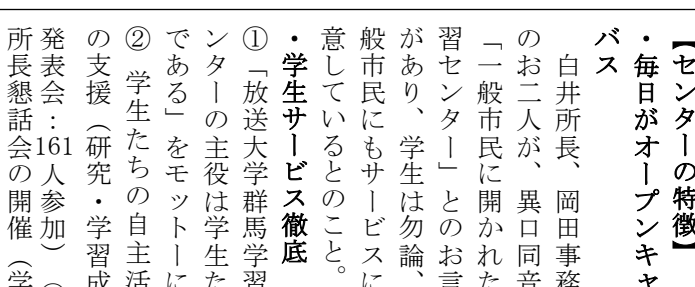 【センターの特徴】
・毎日がオープンキャ
パス
白井所長、岡田事務
のお二人が、異口同音
「一般市民に開かれた
習センター」とのお言
があり、学生は勿論、
般市民にもサービスに
意しているとのこと。
・学生サービス徹底
①「放送大学群馬学習
ンターの主役は学生た
である」をモットーに
② 学生たちの自主活
の支援（研究・学習成
発表会：161人参加）（
所長懇話会の開催（学